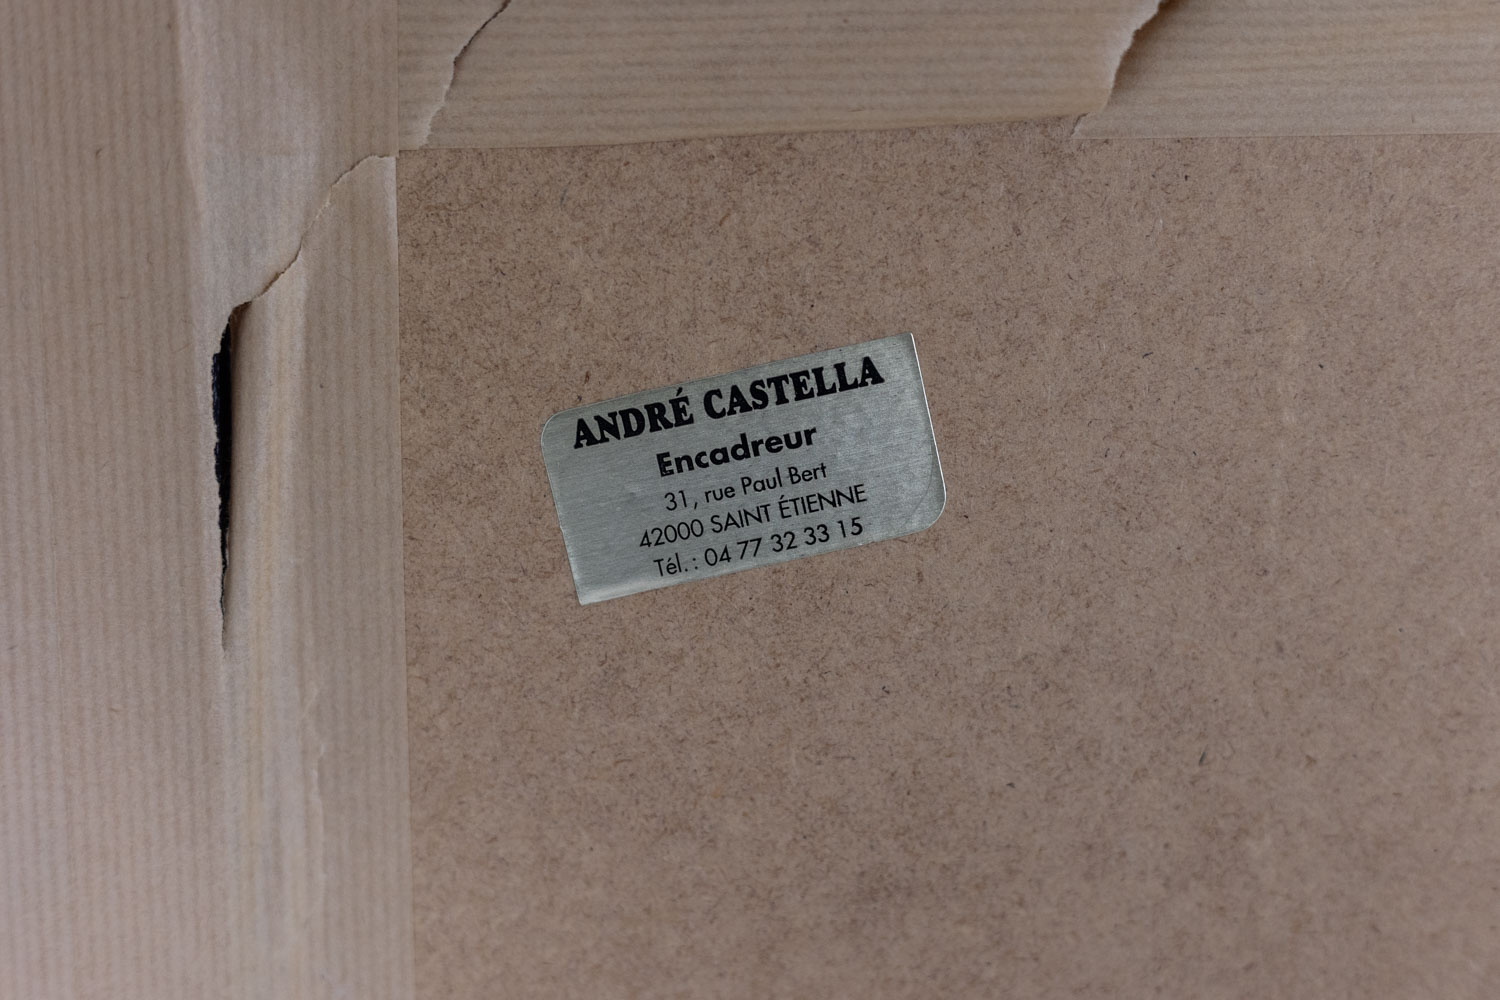 ANDRÉ CASTELLA
Encadreur
31, rue Paul Bert
42000 SAINT ÉTIENNE
Tél. : 04 77 32 33 15